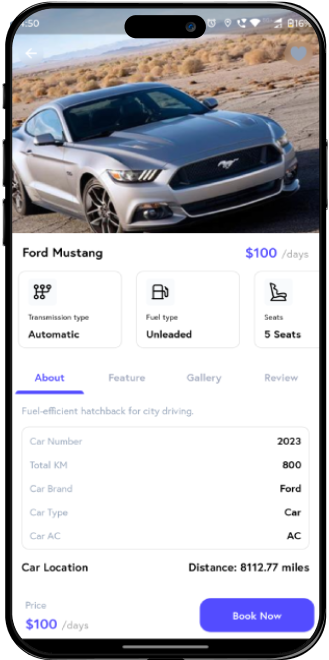 :50
16%
Ford Mustang
$100 /days
Transmission type
Automatic
Fuel type
Unleaded
Seats
5 Seats
About Feature Gallery Review
Fuel-efficient hatchback for city driving.
Car Number 2023
Total KM 800
Car Brand Ford
Car Type Car
Car AC AC
Car Location Distance: 8112.77 miles
Price
$100 /days
Book Now